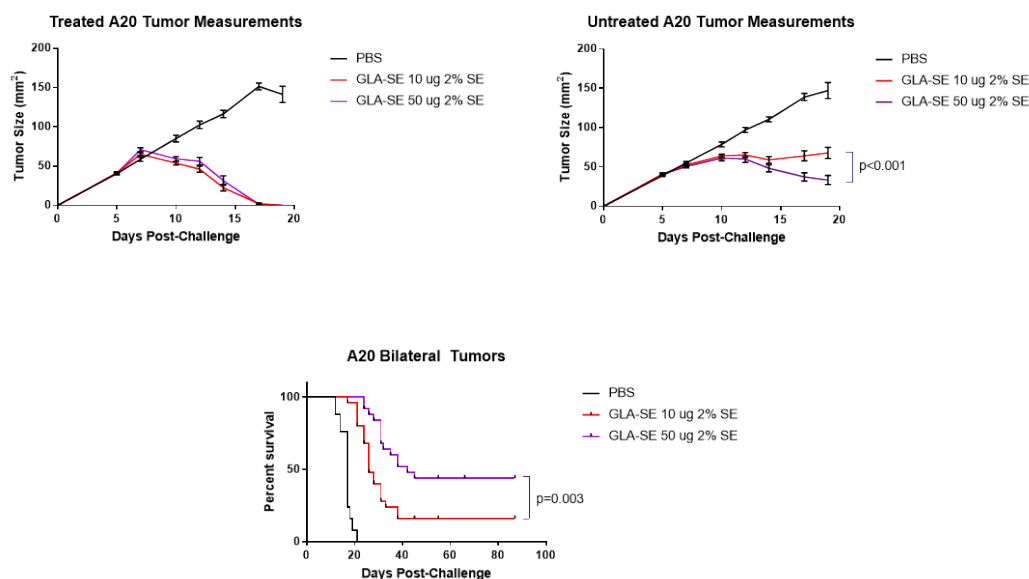 Treated A20 Tumor Measurements
200
150
100
50
0
0 5 10 15 20
Tumor Size (mm²)
Days Post-Challenge
PBS
GLA-SE 10 ug 2% SE
GLA-SE 50 ug 2% SE
Untreated A20 Tumor Measurements
200
150
100
50
0
0 5 10 15 20
Tumor Size (mm²)
Days Post-Challenge
PBS
GLA-SE 10 ug 2% SE
GLA-SE 50 ug 2% SE
p<0.001
A20 Bilateral Tumors
100
50
0
0 20 40 60 80 100
Percent survival
Days Post-Challenge
PBS
GLA-SE 10 ug 2% SE
GLA-SE 50 ug 2% SE
p=0.003